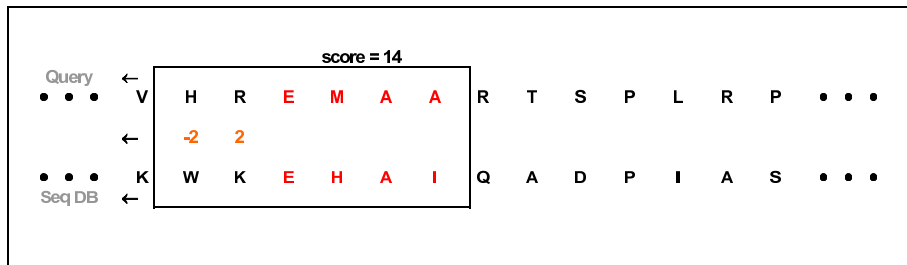 score = 14
Query ←
• • • V H R E M A A R T S P L R P • • •
← -2 2
• • • K W K E H A I Q A D P I A S • • •
Seq DB ←